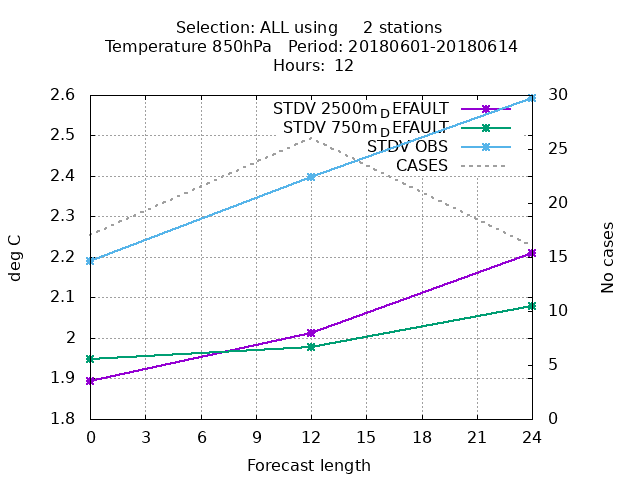 Selection: ALL using     2 stations
Temperature 850hPa   Period: 20180601-20180614
Hours: 12
STDV 2500m_DEFAULT
STDV 750m_DEFAULT
STDV OBS
CASES
2.6
2.5
2.4
2.3
2.2
2.1
2
1.9
1.8
30
25
20
15
10
5
0
deg C
No cases
0 3 6 9 12 15 18 21 24
Forecast length